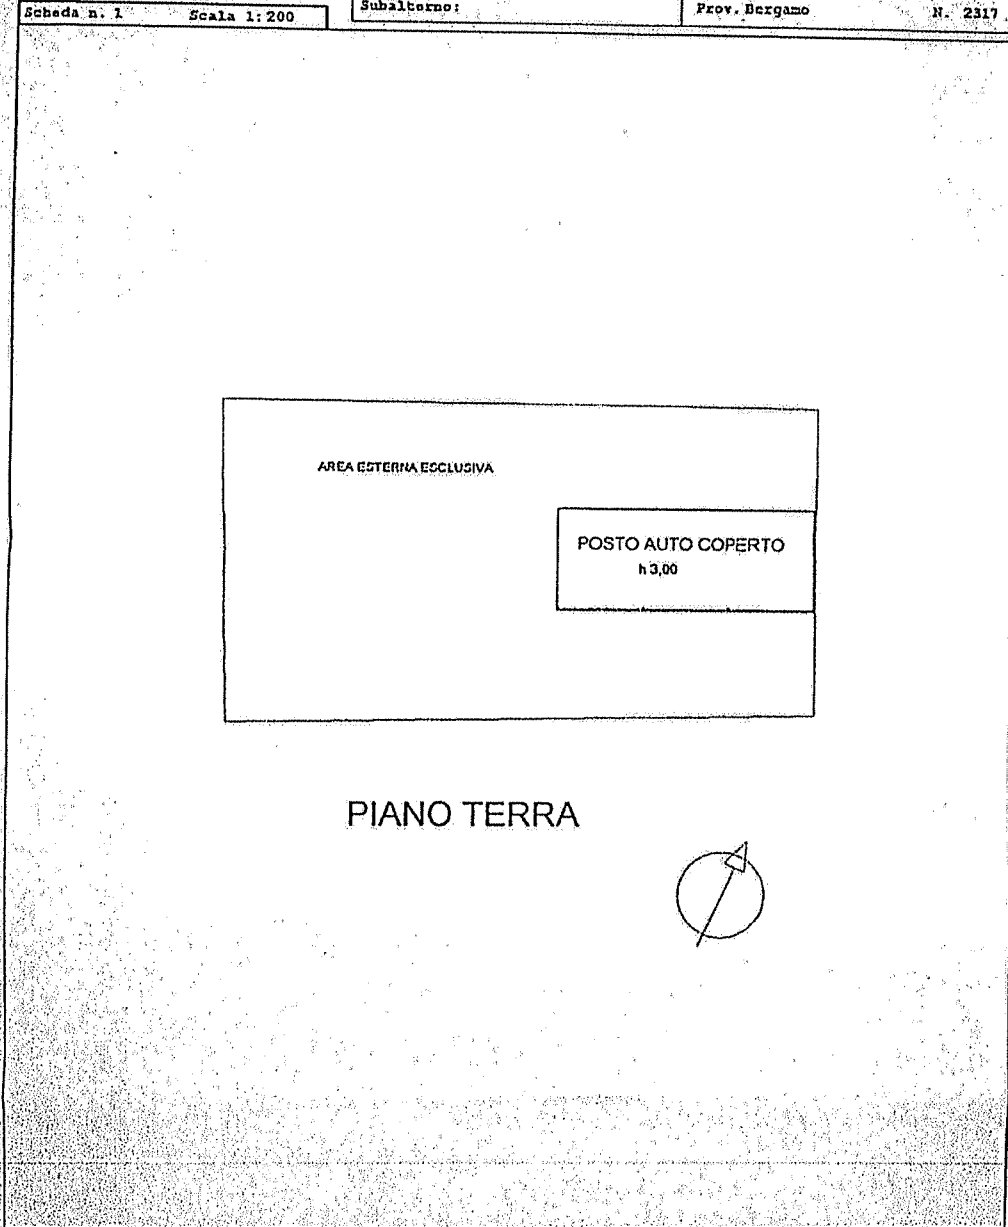 Scheda n. 1 Scala 1:200 Subalterno: Prov. Bergamo N. 2317
AREA ESTERNA ESCLUSIVA
POSTO AUTO COPERTO
h 3,00
PIANO TERRA